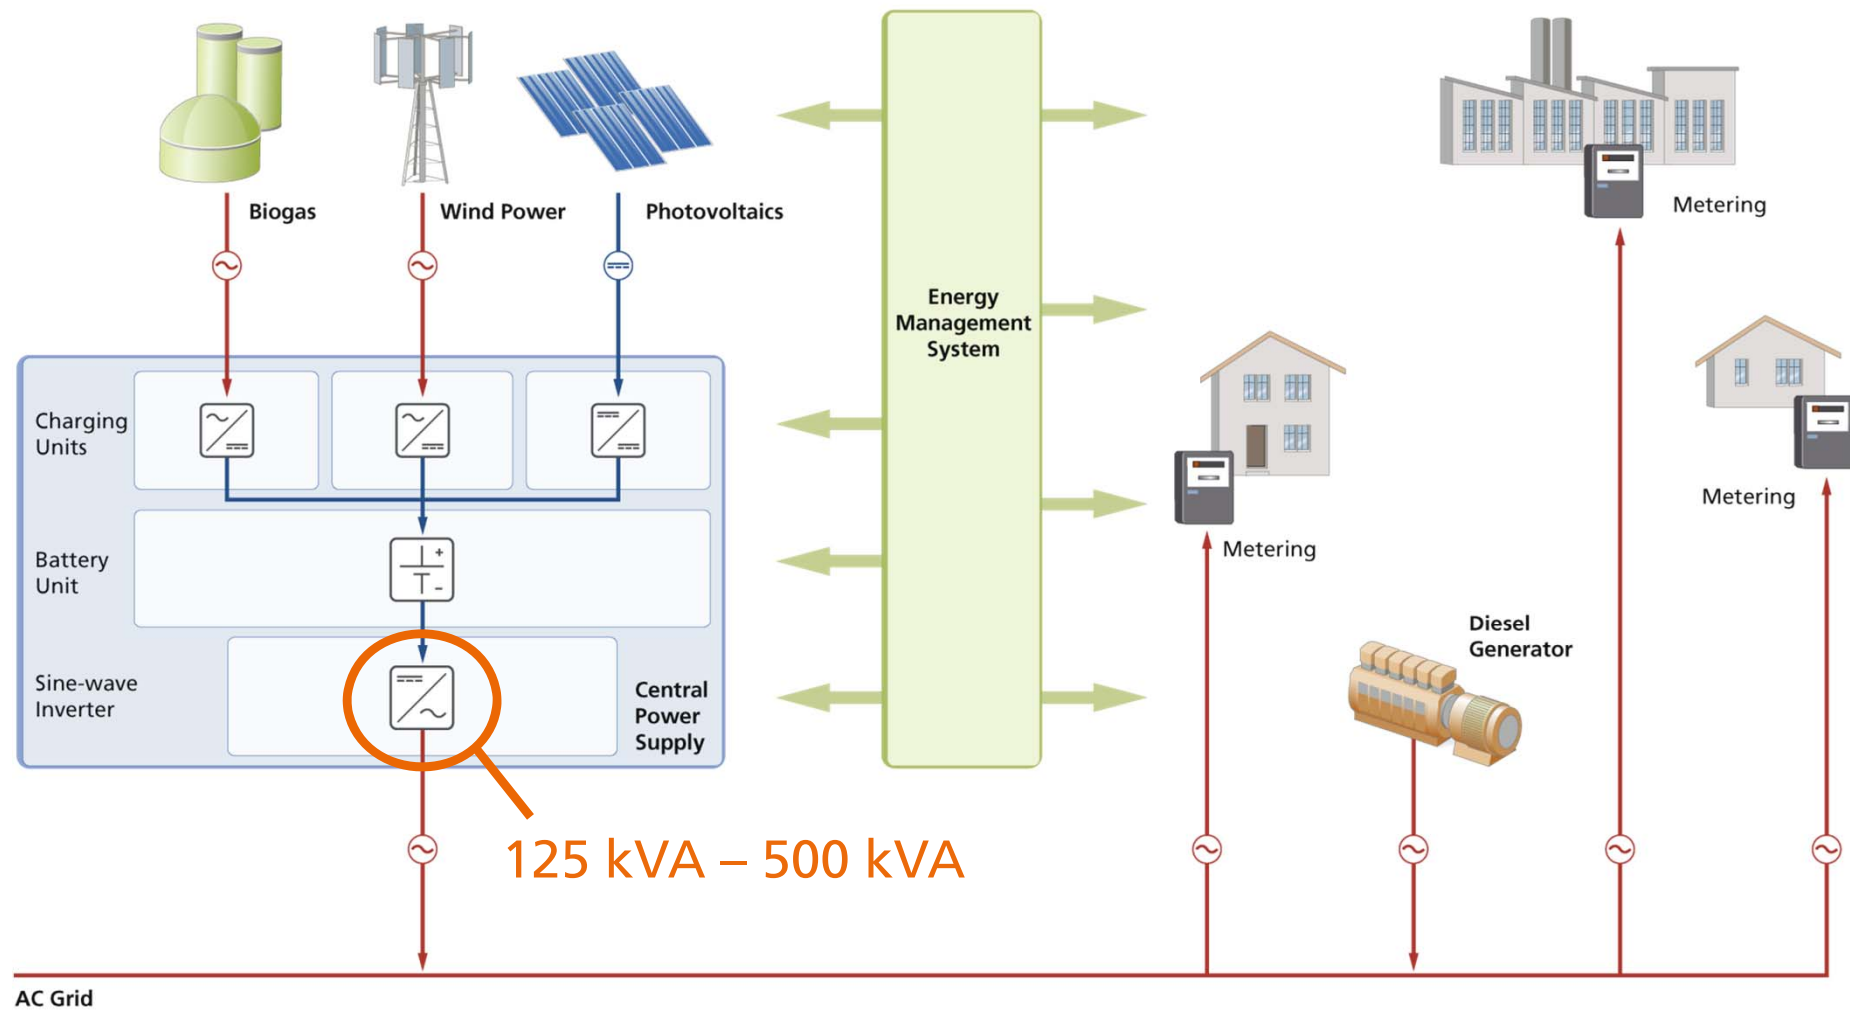 Biogas
Wind Power
Photovoltaics
Energy
Management
System
Metering
Charging
Units
Battery
Unit
Sine-wave
Inverter
Central
Power
Supply
Metering
Metering
Diesel
Generator
125 kVA – 500 kVA
AC Grid